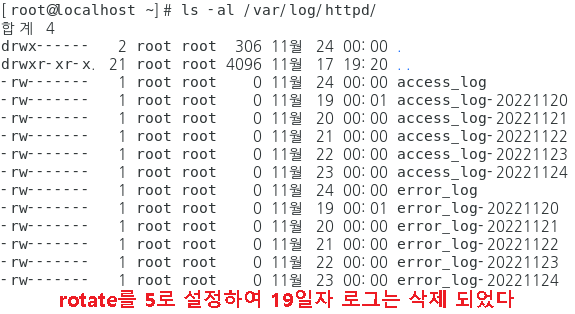 [root@localhost ~]# ls -al /var/log/httpd/
합계 4
drwx------   2 root root  306 11월 24 00:00 .
drwxr-xr-x. 21 root root 4096 11월 17 19:20 ..
-rw-------   1 root root    0 11월 24 00:00 access_log
-rw-------   1 root root    0 11월 19 00:01 access_log-20221120
-rw-------   1 root root    0 11월 20 00:00 access_log-20221121
-rw-------   1 root root    0 11월 21 00:00 access_log-20221122
-rw-------   1 root root    0 11월 22 00:00 access_log-20221123
-rw-------   1 root root    0 11월 23 00:00 access_log-20221124
-rw-------   1 root root    0 11월 24 00:00 error_log
-rw-------   1 root root    0 11월 19 00:01 error_log-20221120
-rw-------   1 root root    0 11월 20 00:00 error_log-20221121
-rw-------   1 root root    0 11월 21 00:00 error_log-20221122
-rw-------   1 root root    0 11월 22 00:00 error_log-20221123
-rw-------   1 root root    0 11월 23 00:00 error_log-20221124
rotate를 5로 설정하여 19일자 로그는 삭제 되었다